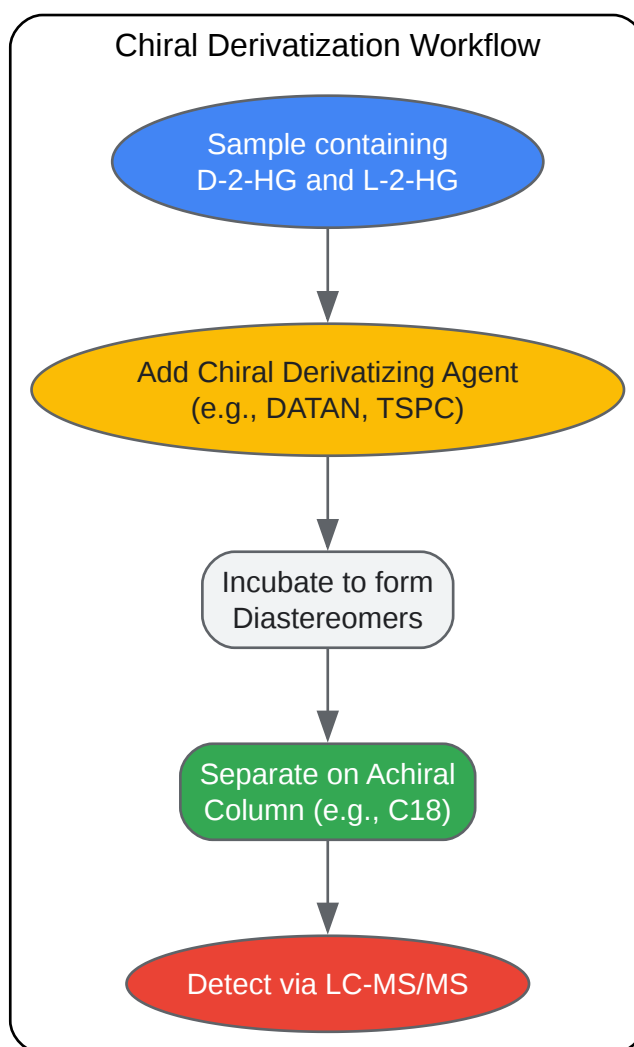 Chiral Derivatization Workflow
Sample containing
D-2-HG and L-2-HG
Add Chiral Derivatizing Agent
(e.g., DATAN, TSPC)
Incubate to form
Diastereomers
Separate on Achiral
Column (e.g., C18)
Detect via LC-MS/MS